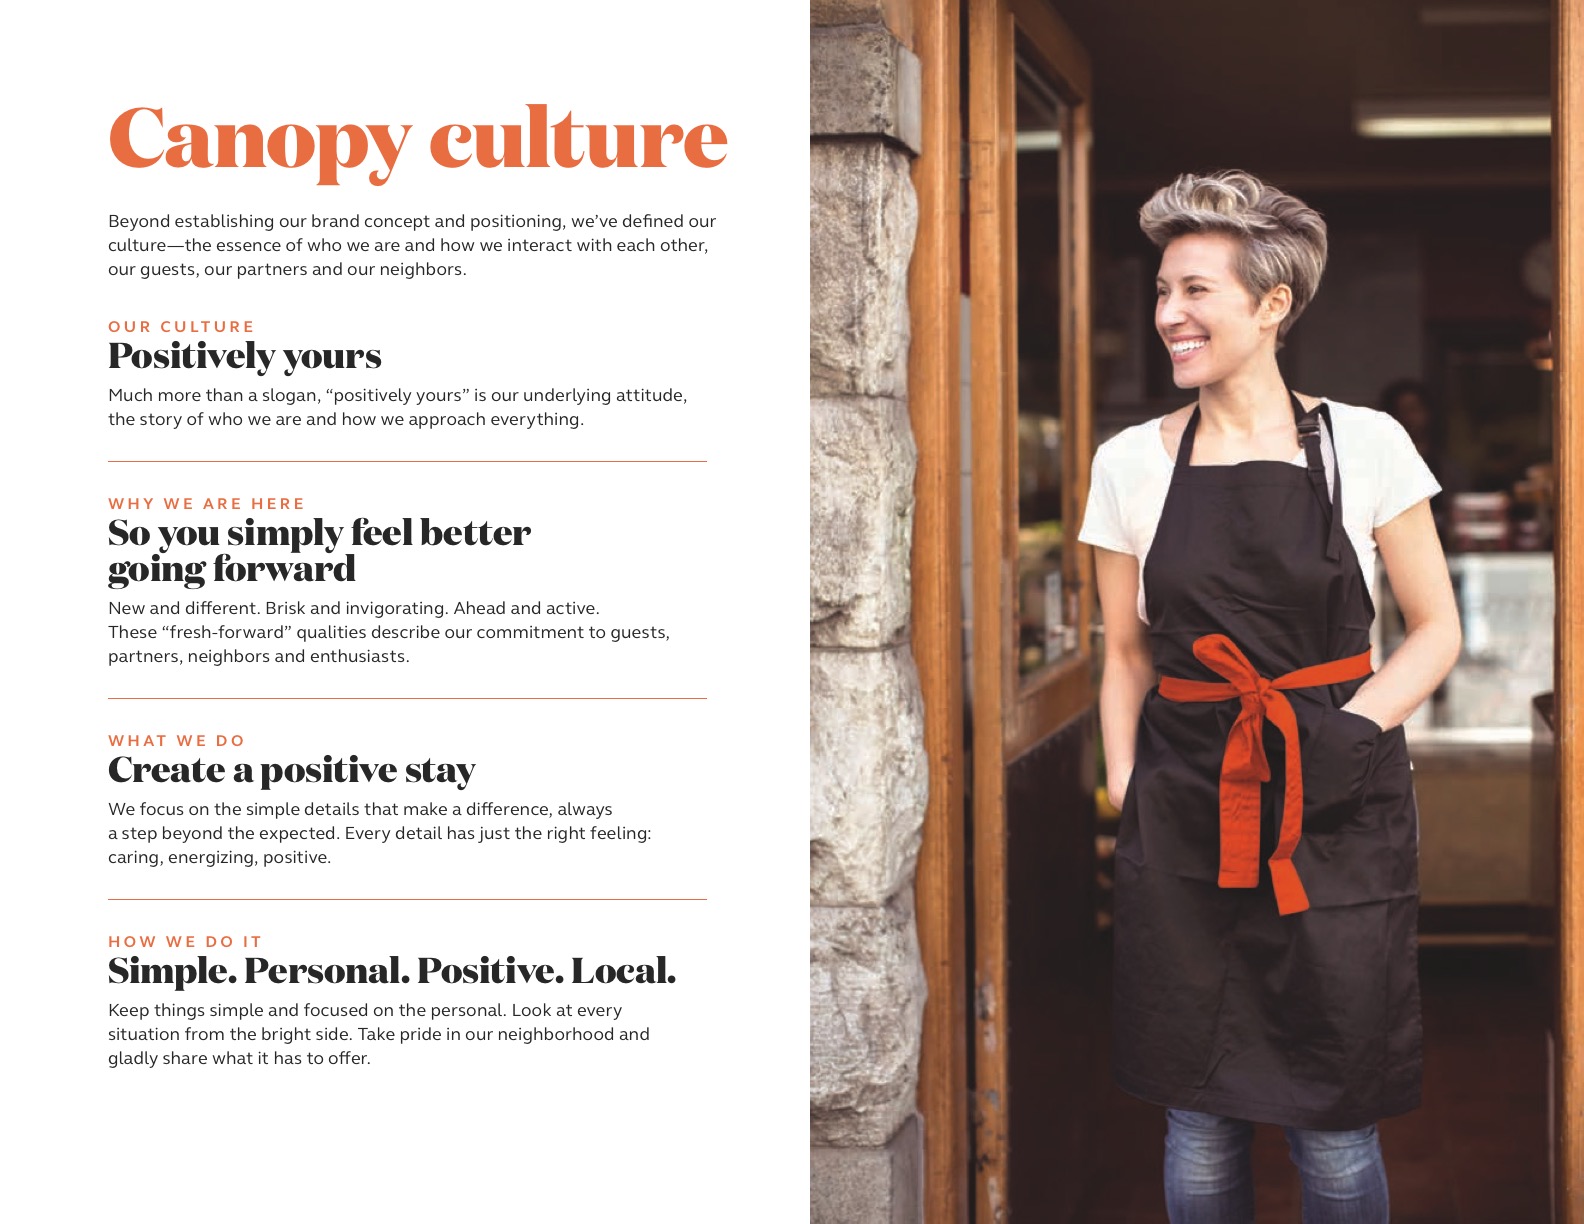 Canopy culture
Beyond establishing our brand concept and positioning, we’ve defined our
culture—the essence of who we are and how we interact with each other,
our guests, our partners and our neighbors.
OUR CULTURE
Positively yours
Much more than a slogan, “positively yours” is our underlying attitude,
the story of who we are and how we approach everything.
WHY WE ARE HERE
So you simply feel better
going forward
New and different. Brisk and invigorating. Ahead and active.
These “fresh-forward” qualities describe our commitment to guests,
partners, neighbors and enthusiasts.
WHAT WE DO
Create a positive stay
We focus on the simple details that make a difference, always
a step beyond the expected. Every detail has just the right feeling:
caring, energizing, positive.
HOW WE DO IT
Simple. Personal. Positive. Local.
Keep things simple and focused on the personal. Look at every
situation from the bright side. Take pride in our neighborhood and
gladly share what it has to offer.